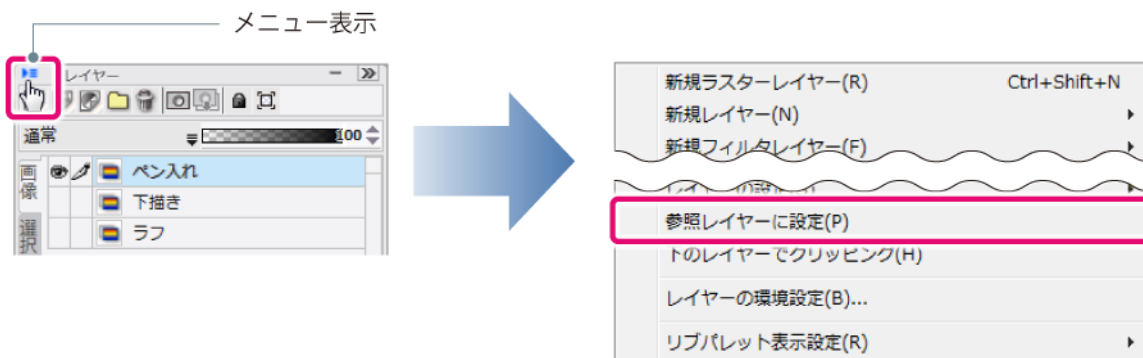 メニュー表示
レイヤー
通常
100
画像
選択
ペン入れ
下描き
ラフ
新規ラスターレイヤー(R) Ctrl+Shift+N
新規レイヤー(N)
新規フィルタレイヤー(F)
参照レイヤーに設定(P)
下のレイヤーでクリッピング(H)
レイヤーの環境設定(B)...
リブパレット表示設定(R)